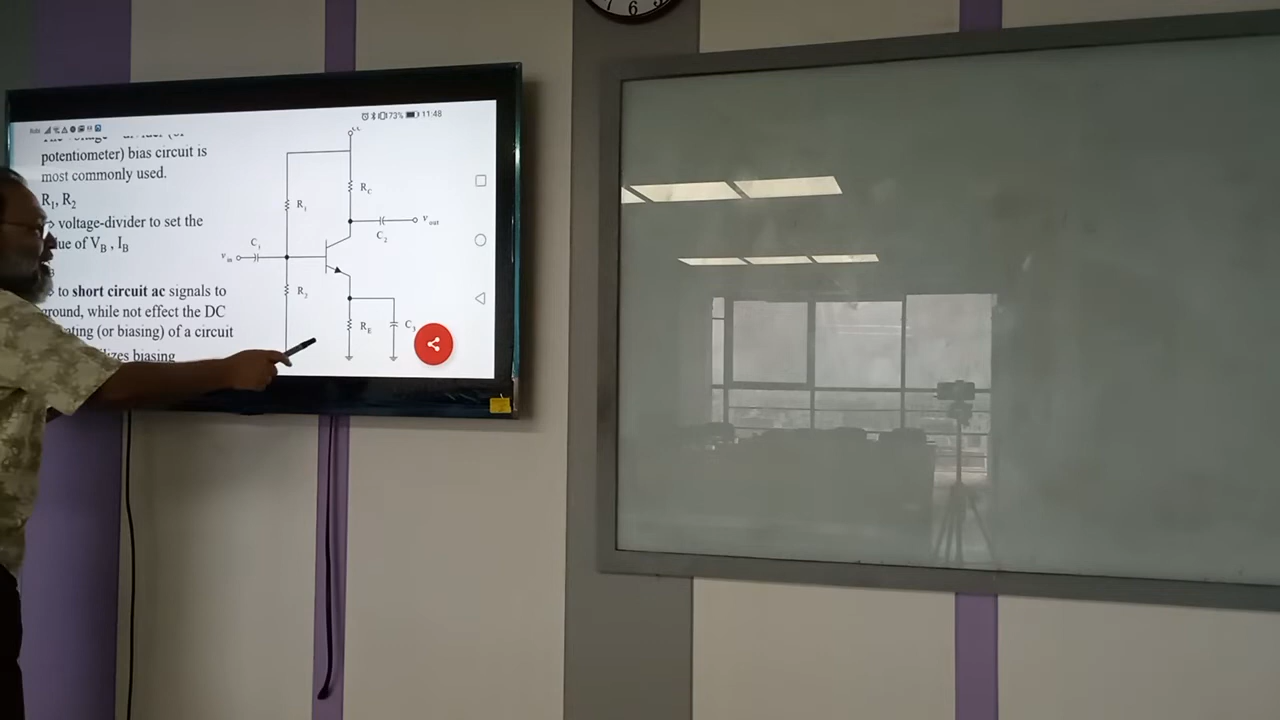 73% 11:48
potentiometer) bias circuit is
most commonly used.
R1, R2
voltage-divider to set the
of VB , IB
to short circuit ac signals to
while not effect the DC
(or biasing) of a circuit
biasing
RC
R1
Vout
C2
C1
Vin
R2
RE
C3
6